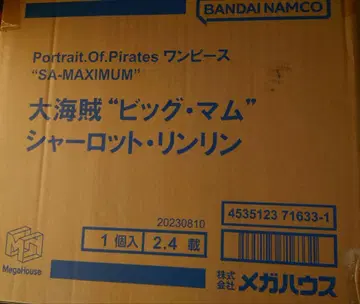 BANDAI NAMCO
Portrait.Of.Pirates ワンピース
“SA-MAXIMUM”
大海賊“ビッグ・マム”
シャーロット・リンリン
20230810
4535123 71633-1
1個入 2.4 載
MegaHouse
株式会社 メガハウス